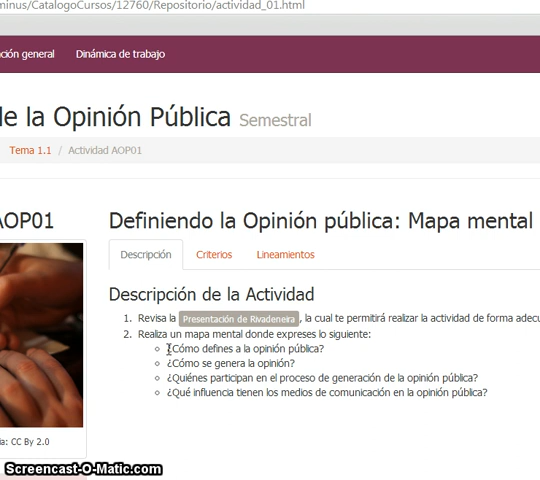 minus/CatalogoCursos/12760/Repositorio/actividad_01.html
ción general Dinámica de trabajo
de la Opinión Pública Semestral
Tema 1.1 / Actividad AOP01
AOP01
Definiendo la Opinión pública: Mapa mental
Descripción Criterios Lineamientos
Descripción de la Actividad
1. Revisa la Presentación de Rivadeneira, la cual te permitirá realizar la actividad de forma adecu
2. Realiza un mapa mental donde expreses lo siguiente:
¿Cómo defines a la opinión pública?
¿Cómo se genera la opinión?
¿Quiénes participan en el proceso de generación de la opinión pública?
¿Qué influencia tienen los medios de comunicación en la opinión pública?
ia: CC By 2.0
Screencast-O-Matic.com